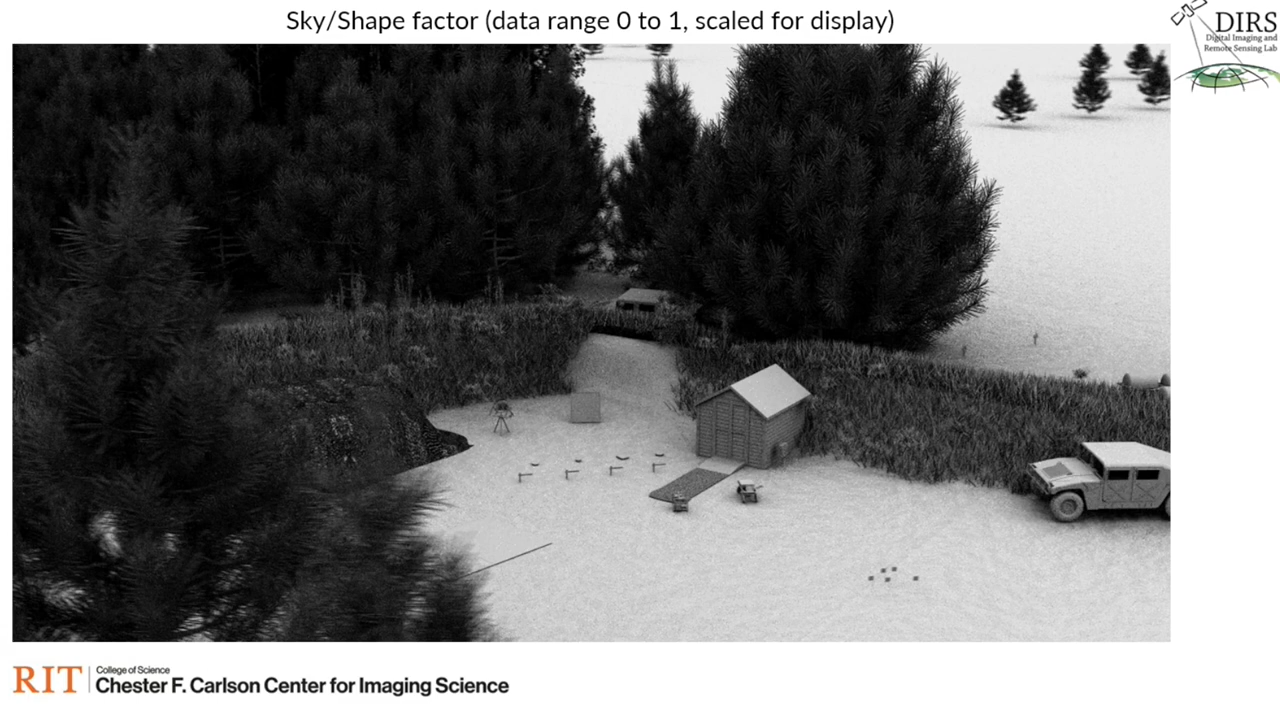 Sky/Shape factor (data range 0 to 1, scaled for display)
DIRS
Digital Imaging and
Remote Sensing Lab
RIT
College of Science
Chester F. Carlson Center for Imaging Science